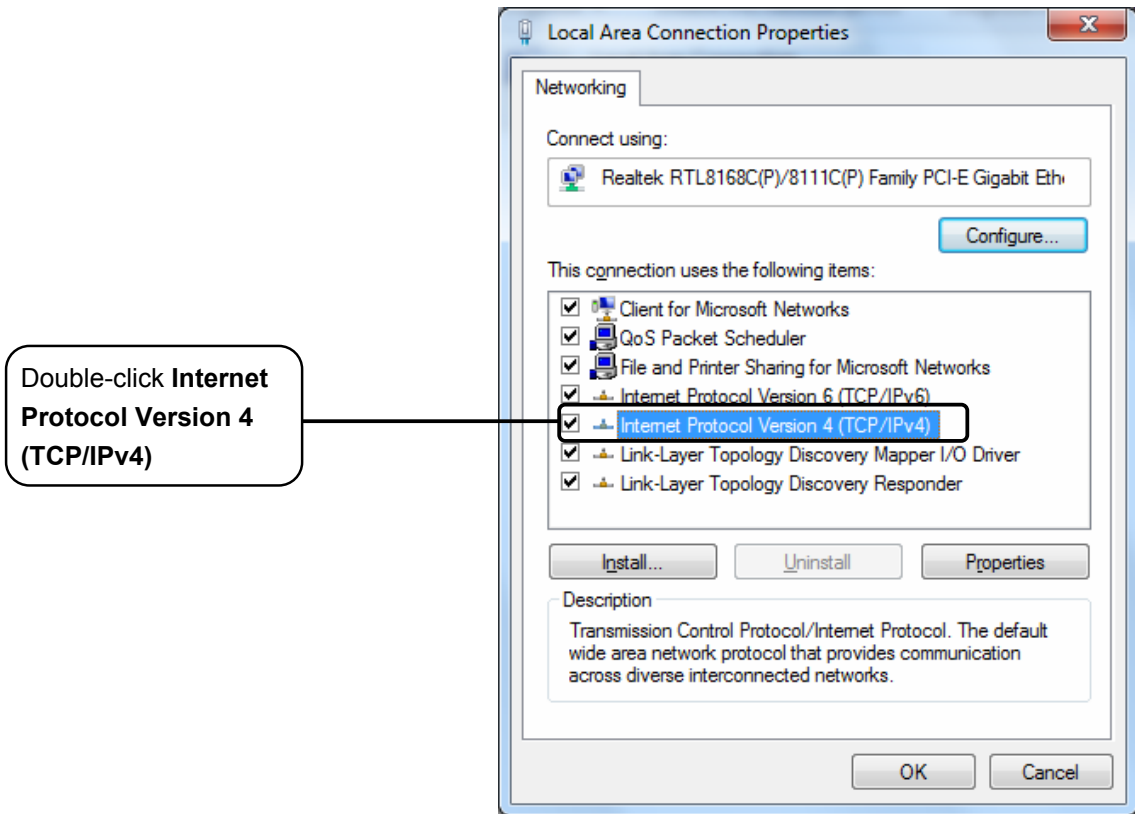 Local Area Connection Properties
Networking
Connect using:
Realtek RTL8168C(P)/8111C(P) Family PCI-E Gigabit Eth
Configure...
This connection uses the following items:
Client for Microsoft Networks
QoS Packet Scheduler
File and Printer Sharing for Microsoft Networks
Internet Protocol Version 6 (TCP/IPv6)
Internet Protocol Version 4 (TCP/IPv4)
Link-Layer Topology Discovery Mapper I/O Driver
Link-Layer Topology Discovery Responder
Double-click Internet
Protocol Version 4
(TCP/IPv4)
Install...
Uninstall
Properties
Description
Transmission Control Protocol/Internet Protocol. The default
wide area network protocol that provides communication
across diverse interconnected networks.
OK
Cancel